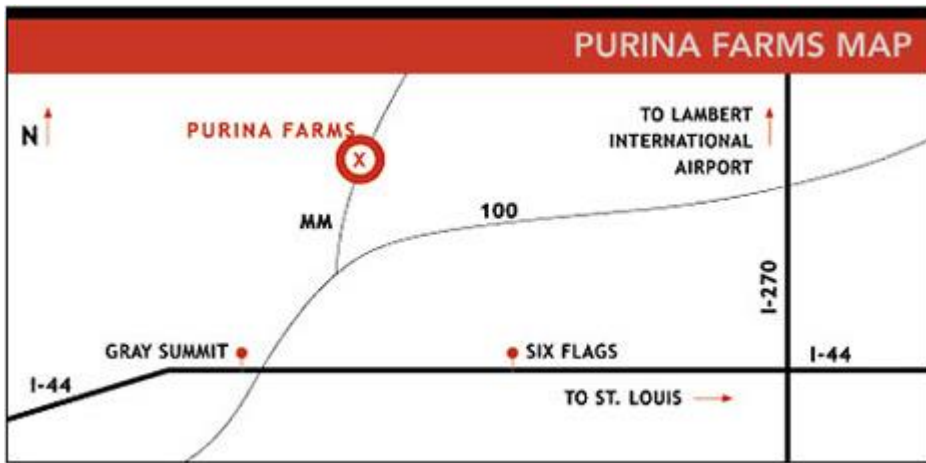 PURINA FARMS MAP
N
PURINA FARMS
X
TO LAMBERT
INTERNATIONAL
AIRPORT
MM
100
I-270
GRAY SUMMIT
SIX FLAGS
I-44
I-44
TO ST. LOUIS